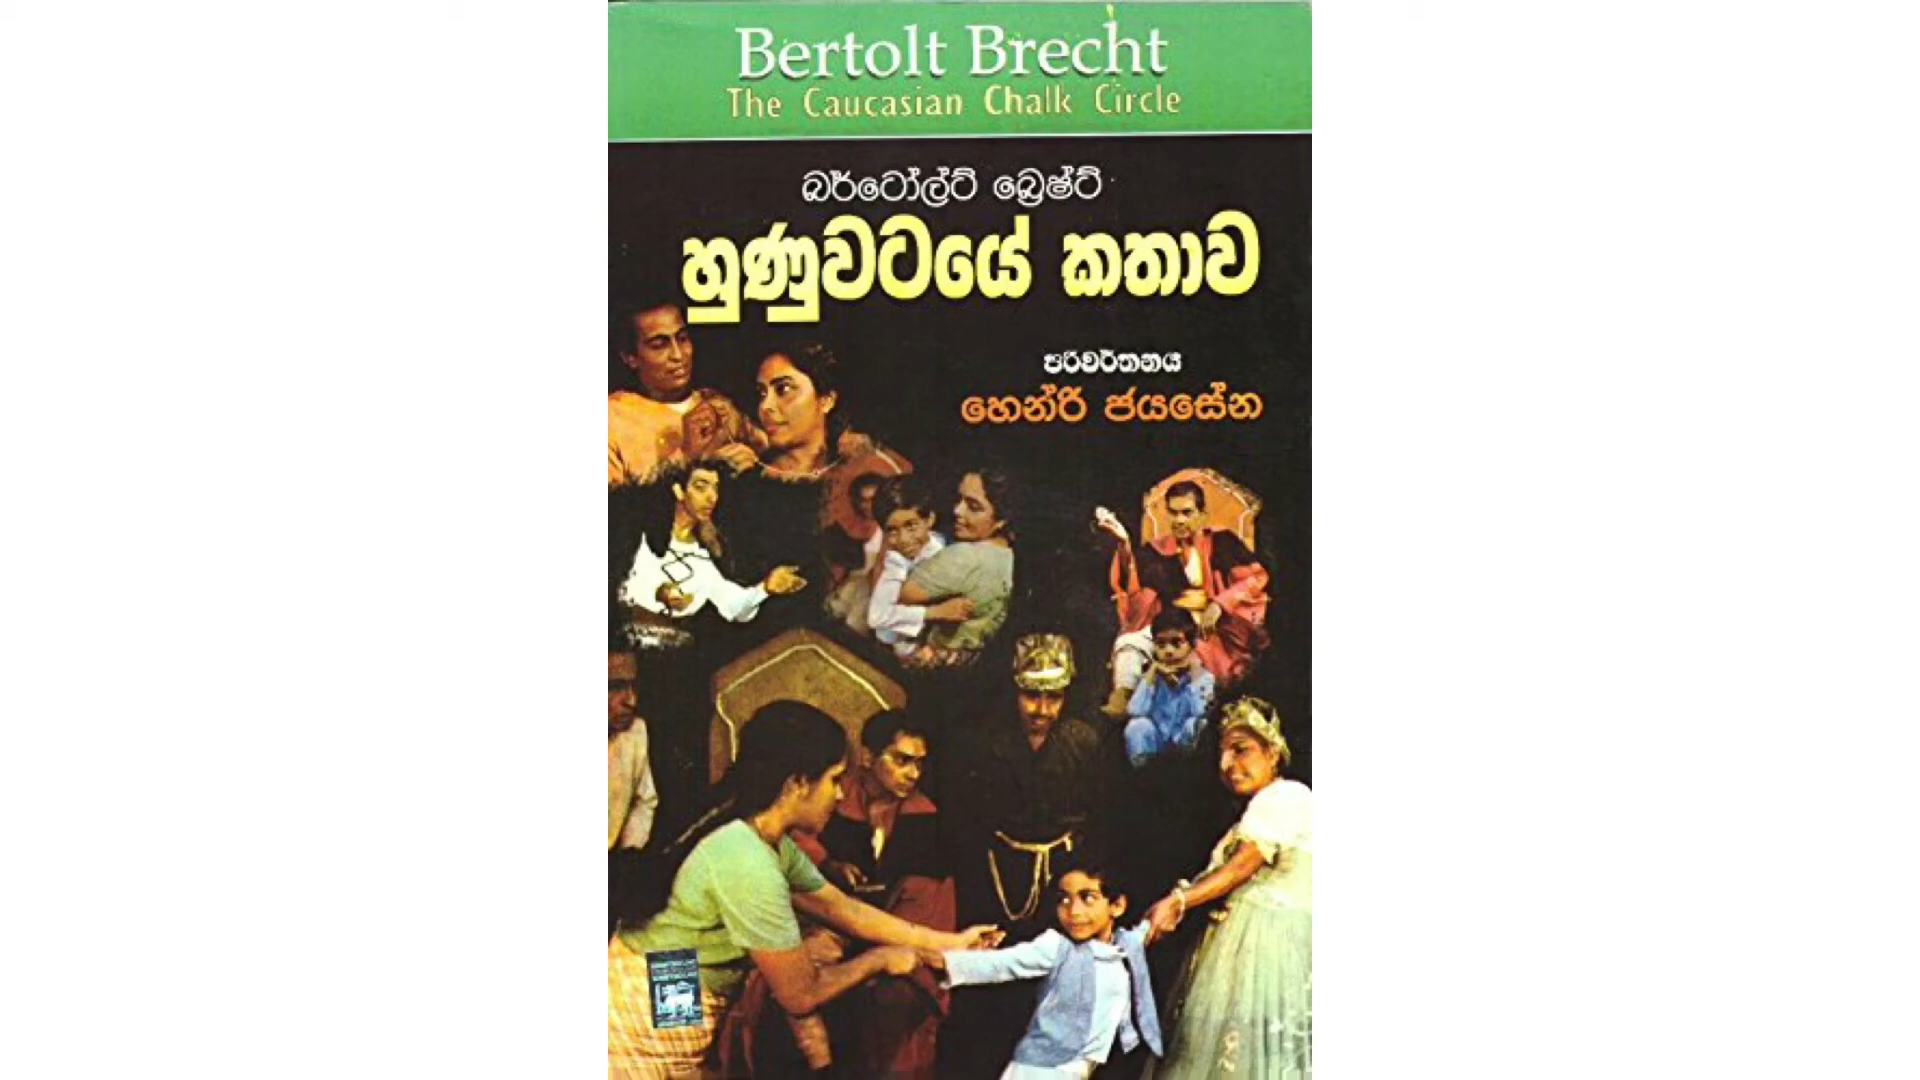 Bertolt Brecht
The Caucasian Chalk Circle
බර්ටෝල්ට් බ්‍රෙෂ්ට්
හුණුවටයේ කතාව
පරිවර්තනය
හෙන්රි ජයසේන